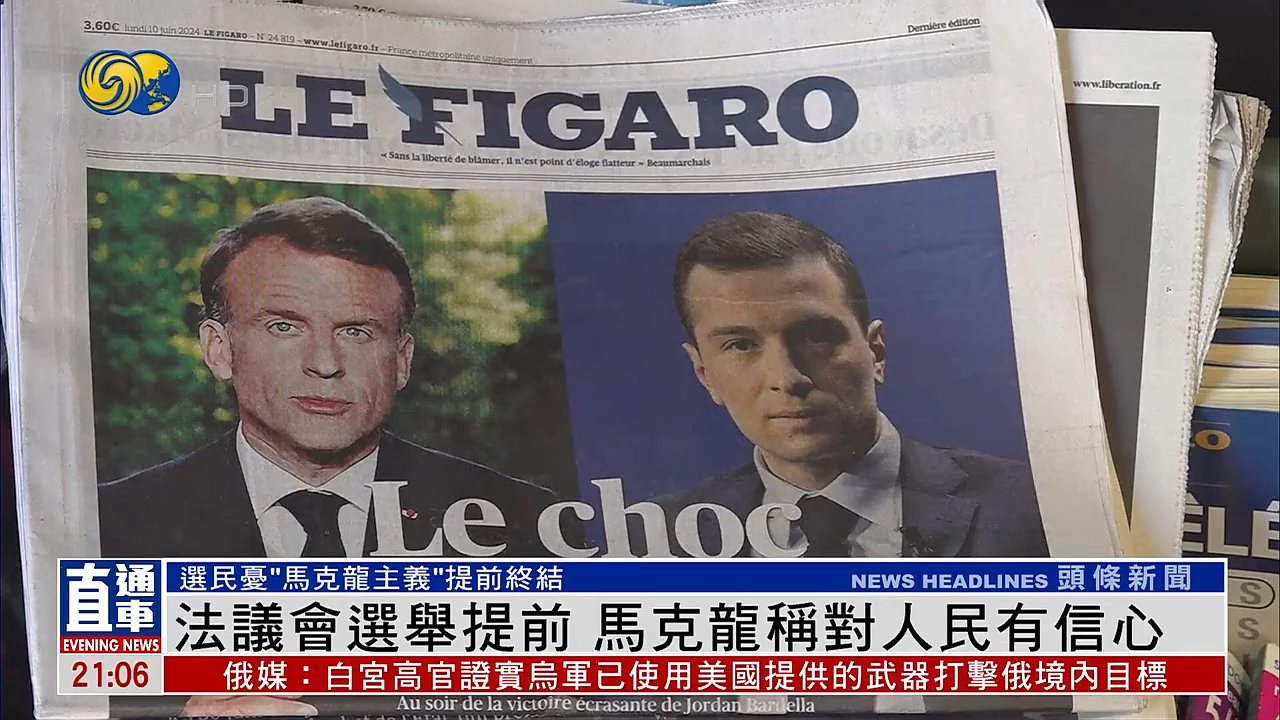 3,60€ lundi 10 juin 2024 LE FIGARO - N° 24 819 - www.lefigaro.fr - France métropolitaine uniquement
Dernière édition
HD
LE FIGARO
« Sans la liberté de blâmer, il n'est point d'éloge flatteur » Beaumarchais
www.liberation.fr
Le choc
直通車
EVENING NEWS
21:06
選民憂"馬克龍主義"提前終結
NEWS HEADLINES 頭條新聞
法議會選舉提前 馬克龍稱對人民有信心
俄媒：白宮高官證實烏軍已使用美國提供的武器打擊俄境內目標
Au soir de la victoire écrasante de Jordan Bardella